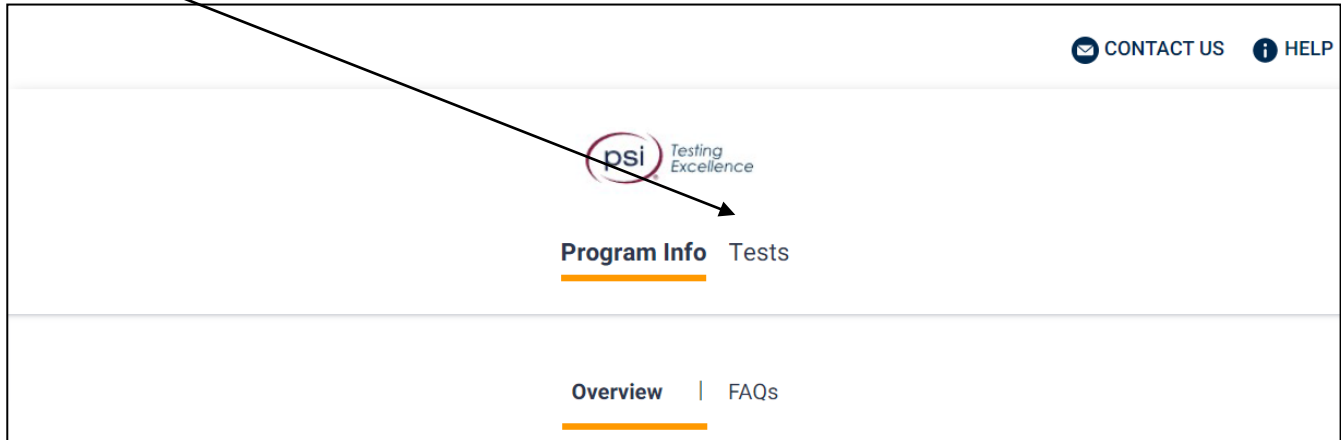 CONTACT US HELP
psi Testing
Excellence
Program Info Tests
Overview | FAQs